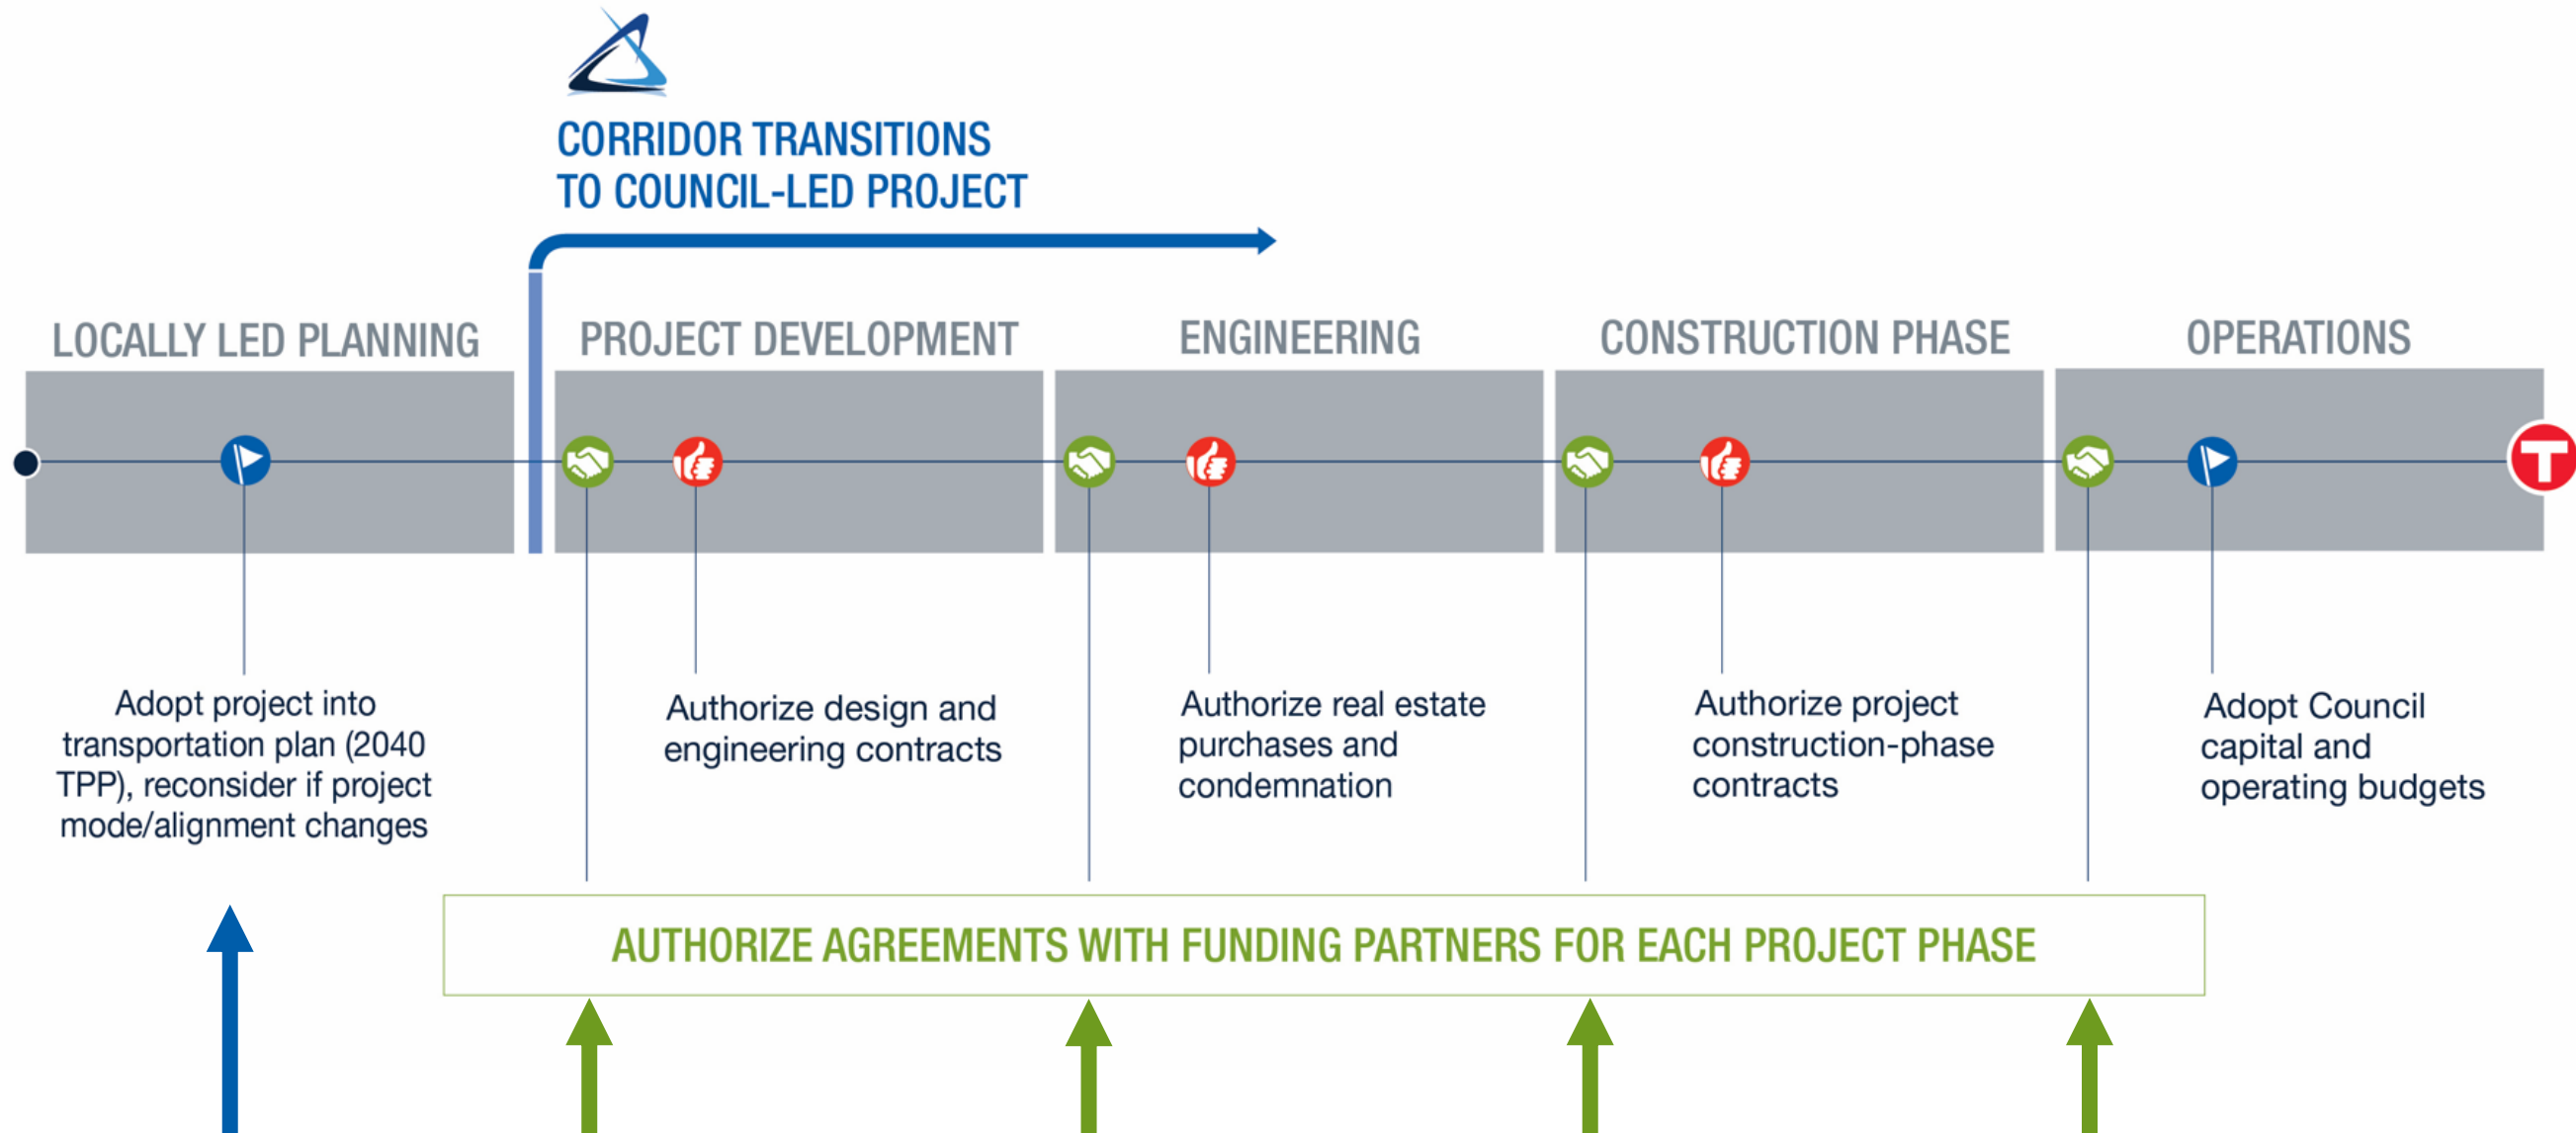 CORRIDOR TRANSITIONS
TO COUNCIL-LED PROJECT
LOCALLY LED PLANNING
PROJECT DEVELOPMENT
ENGINEERING
CONSTRUCTION PHASE
OPERATIONS
T
Adopt project into
transportation plan (2040
TPP), reconsider if project
mode/alignment changes
Authorize design and
engineering contracts
Authorize real estate
purchases and
condemnation
Authorize project
construction-phase
contracts
Adopt Council
capital and
operating budgets
AUTHORIZE AGREEMENTS WITH FUNDING PARTNERS FOR EACH PROJECT PHASE